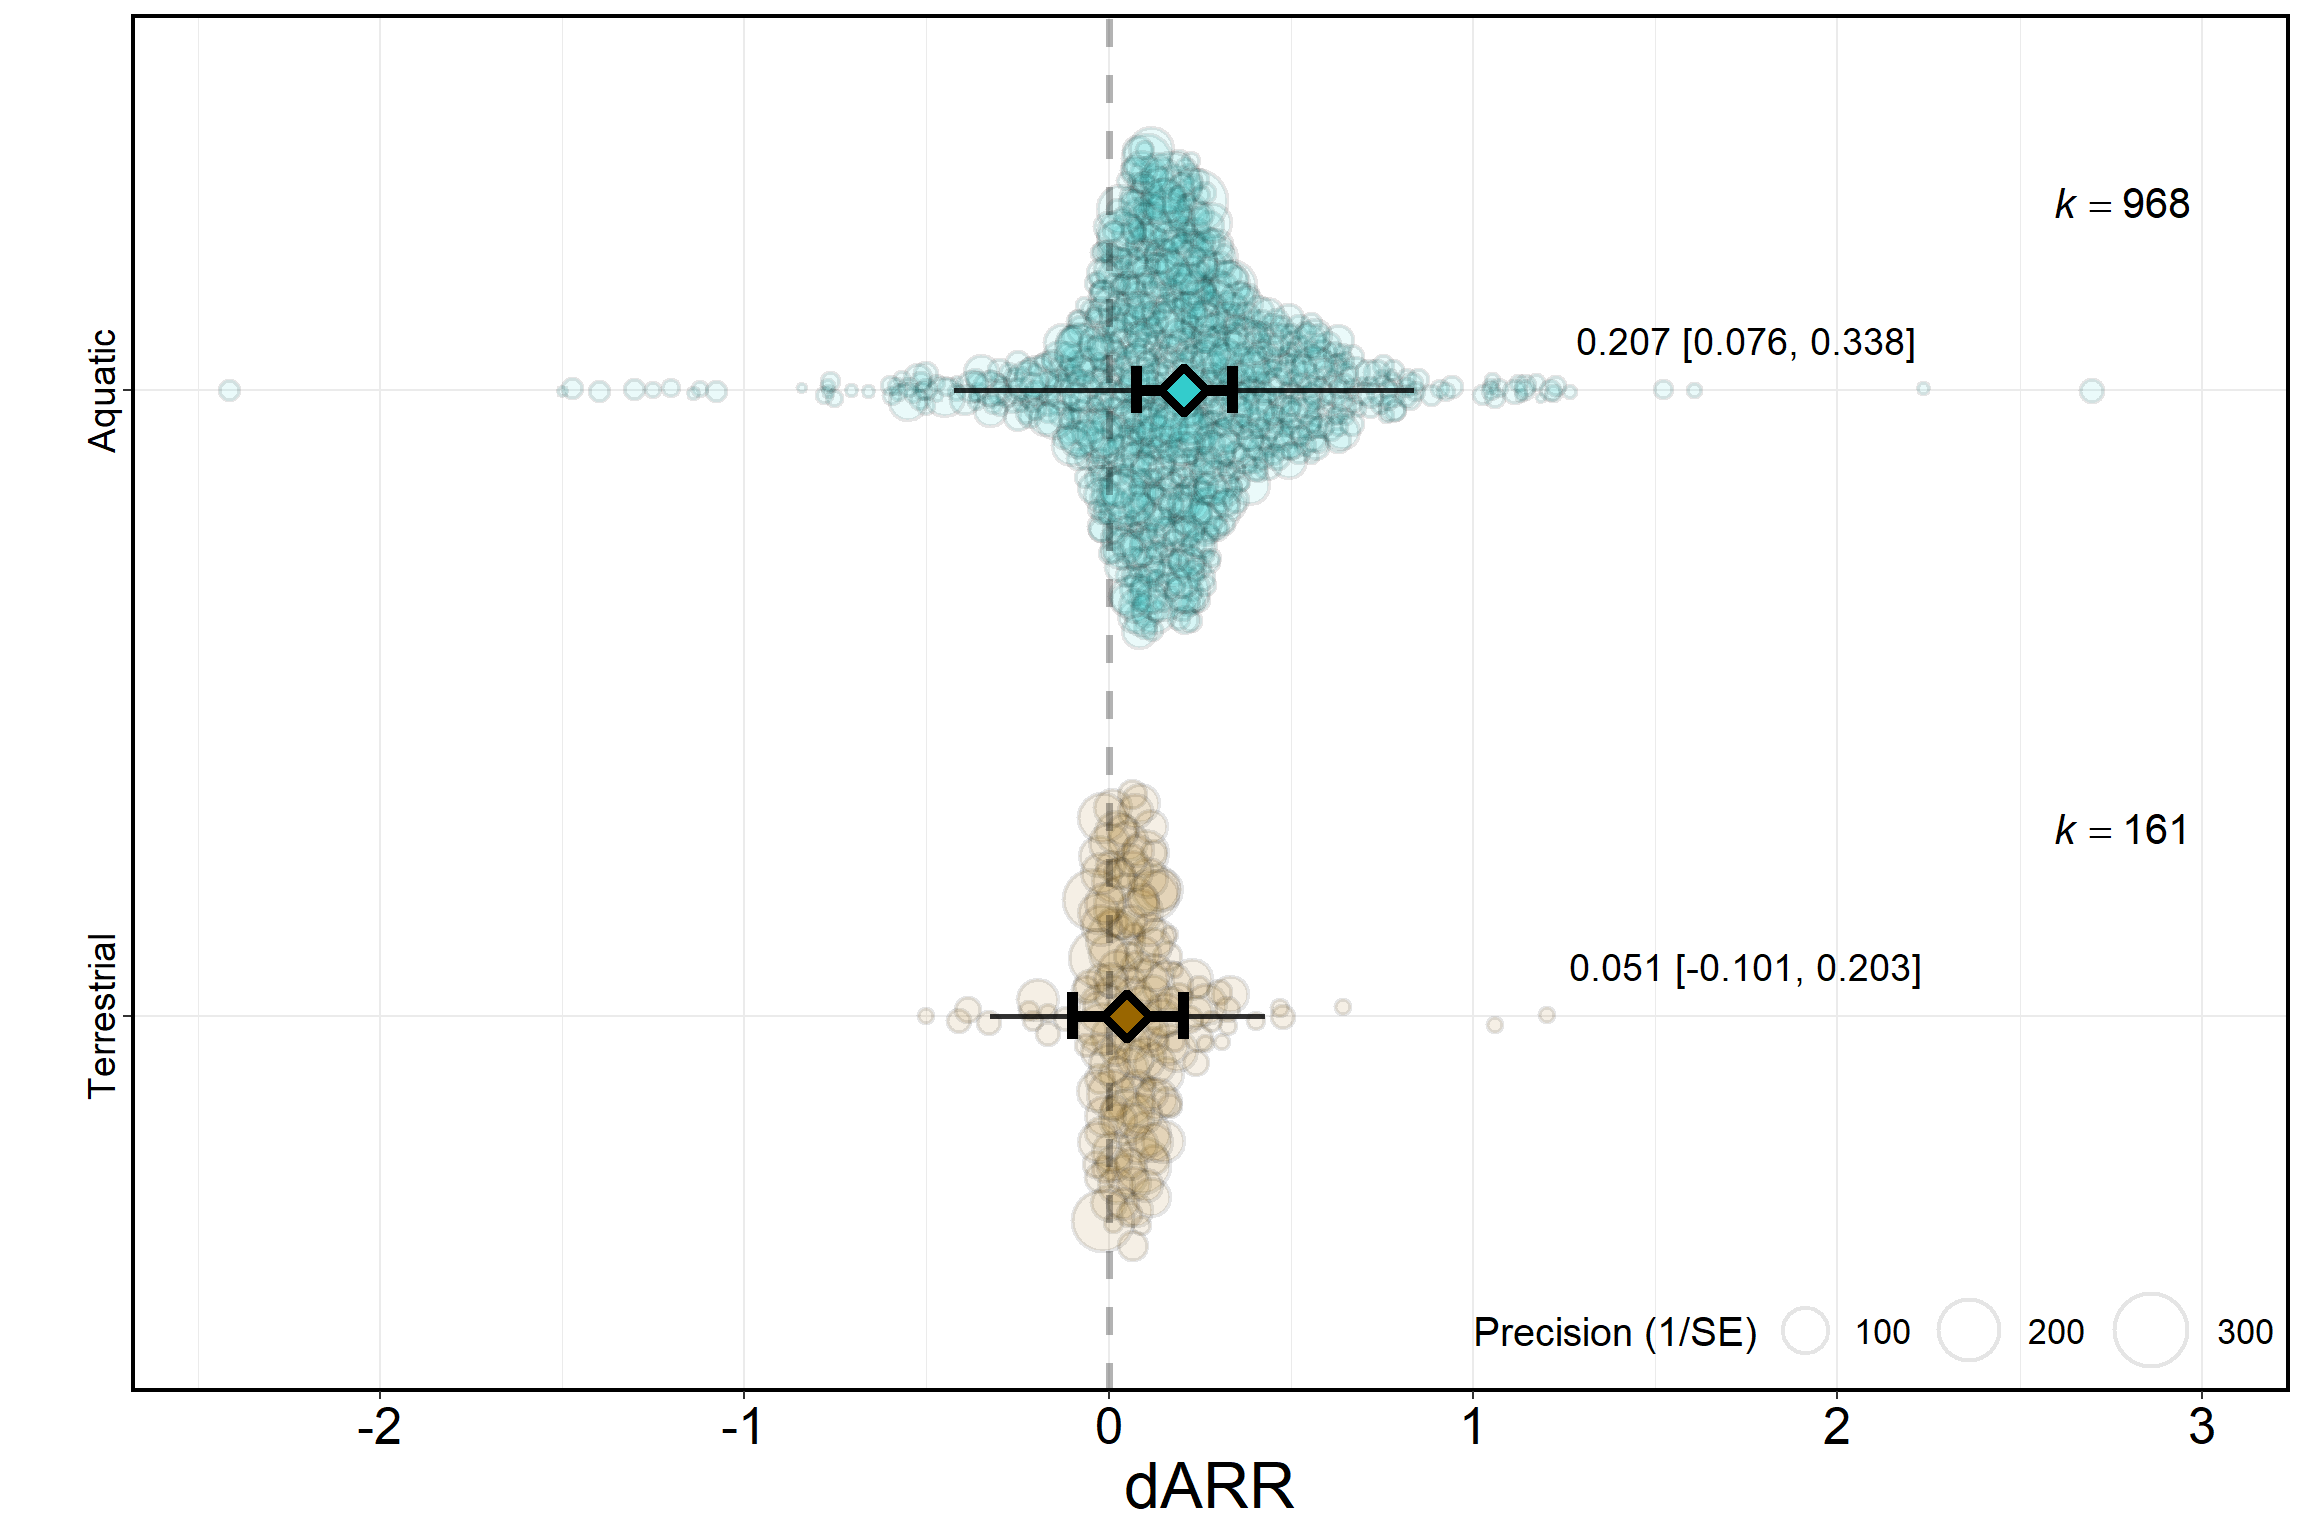 k = 968
Aquatic
0.207 [0.076, 0.338]
k = 161
Terrestrial
0.051 [-0.101, 0.203]
Precision (1/SE) 100 200 300
-2 -1 0 1 2 3
dARR